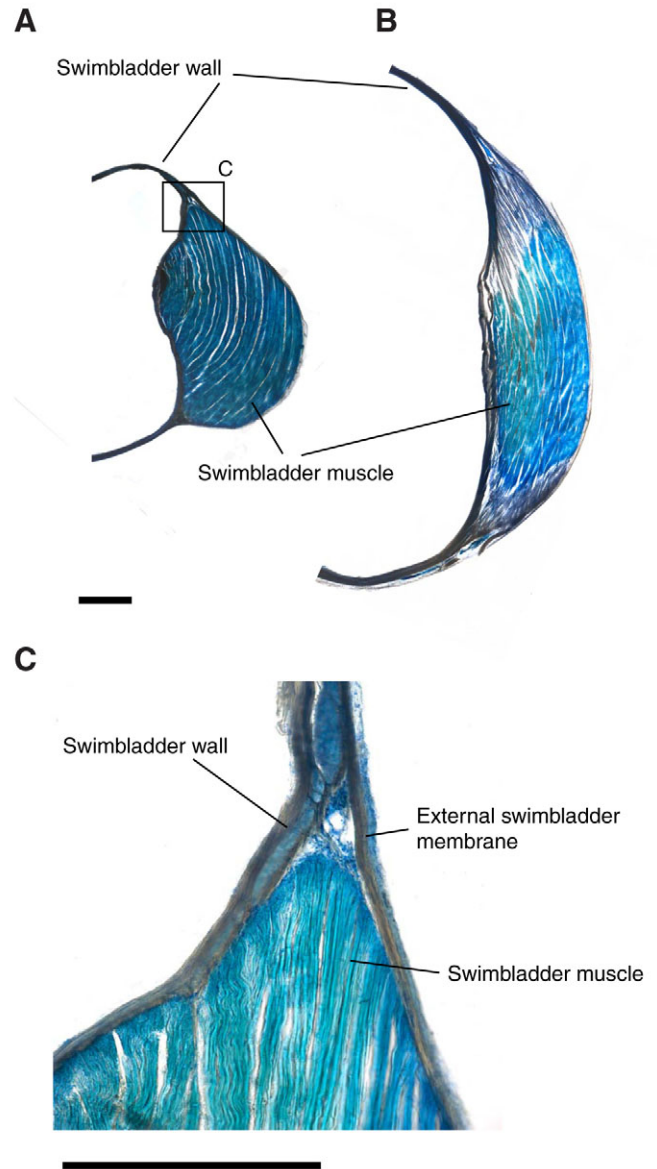 A
B
Swimbladder wall
C
Swimbladder muscle
C
Swimbladder wall
External swimbladder
membrane
Swimbladder muscle